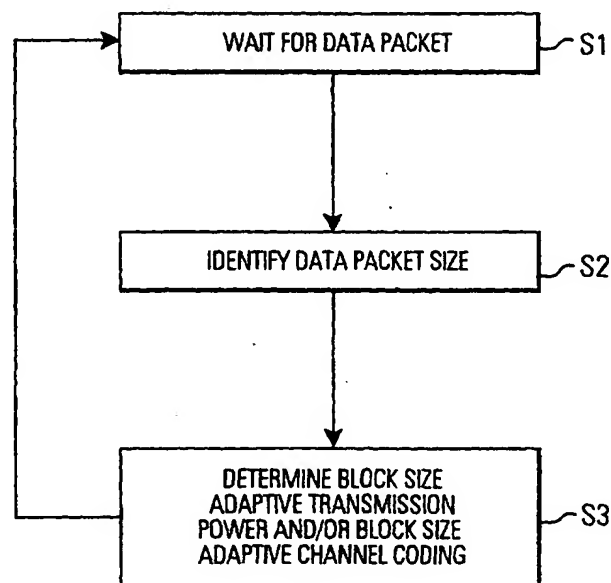 WAIT FOR DATA PACKET
S1
IDENTIFY DATA PACKET SIZE
S2
DETERMINE BLOCK SIZE
ADAPTIVE TRANSMISSION
POWER AND/OR BLOCK SIZE
ADAPTIVE CHANNEL CODING
S3